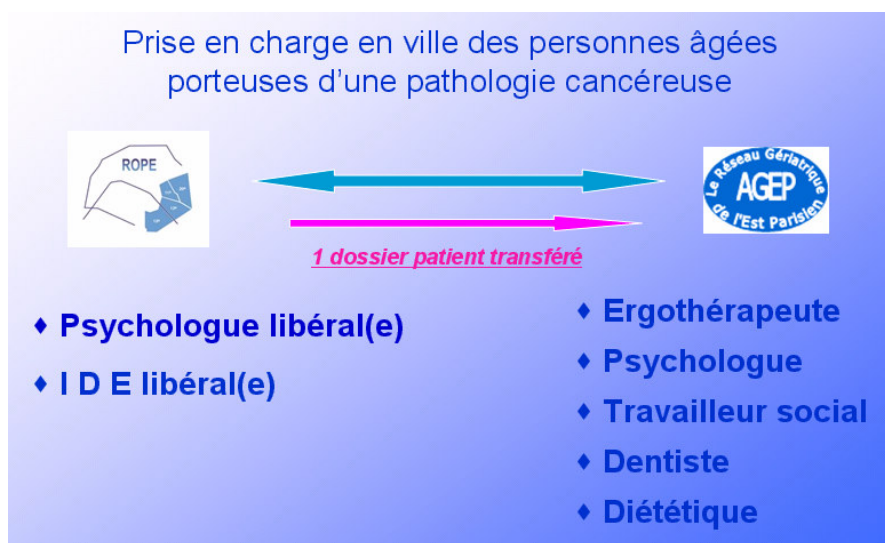 Prise en charge en ville des personnes âgées
porteuses d'une pathologie cancéreuse
ROPE
Le Réseau Gériatrique
AGEP
de l'Est Parisien
1 dossier patient transféré
♦ Psychologue libéral(e)
♦ I D E libéral(e)
♦ Ergothérapeute
♦ Psychologue
♦ Travailleur social
♦ Dentiste
♦ Diététique